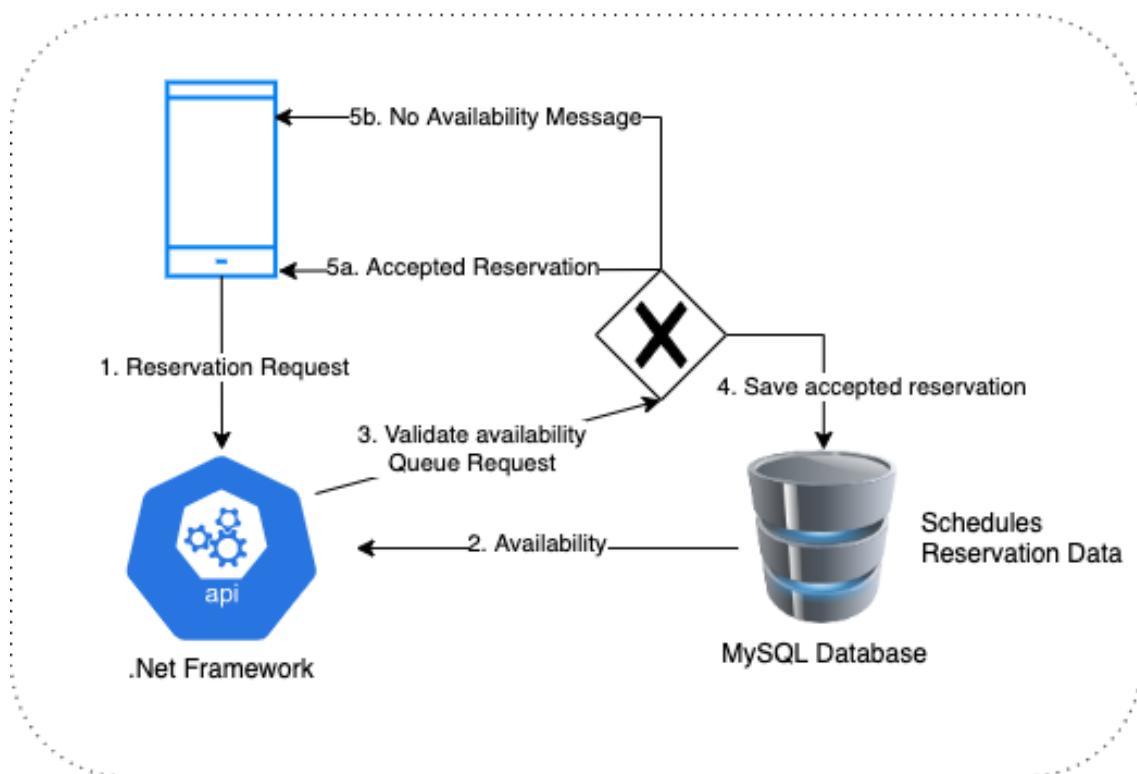 5b. No Availability Message
5a. Accepted Reservation
1. Reservation Request
4. Save accepted reservation
3. Validate availability
Queue Request
Schedules
Reservation Data
2. Availability
api
MySQL Database
.Net Framework